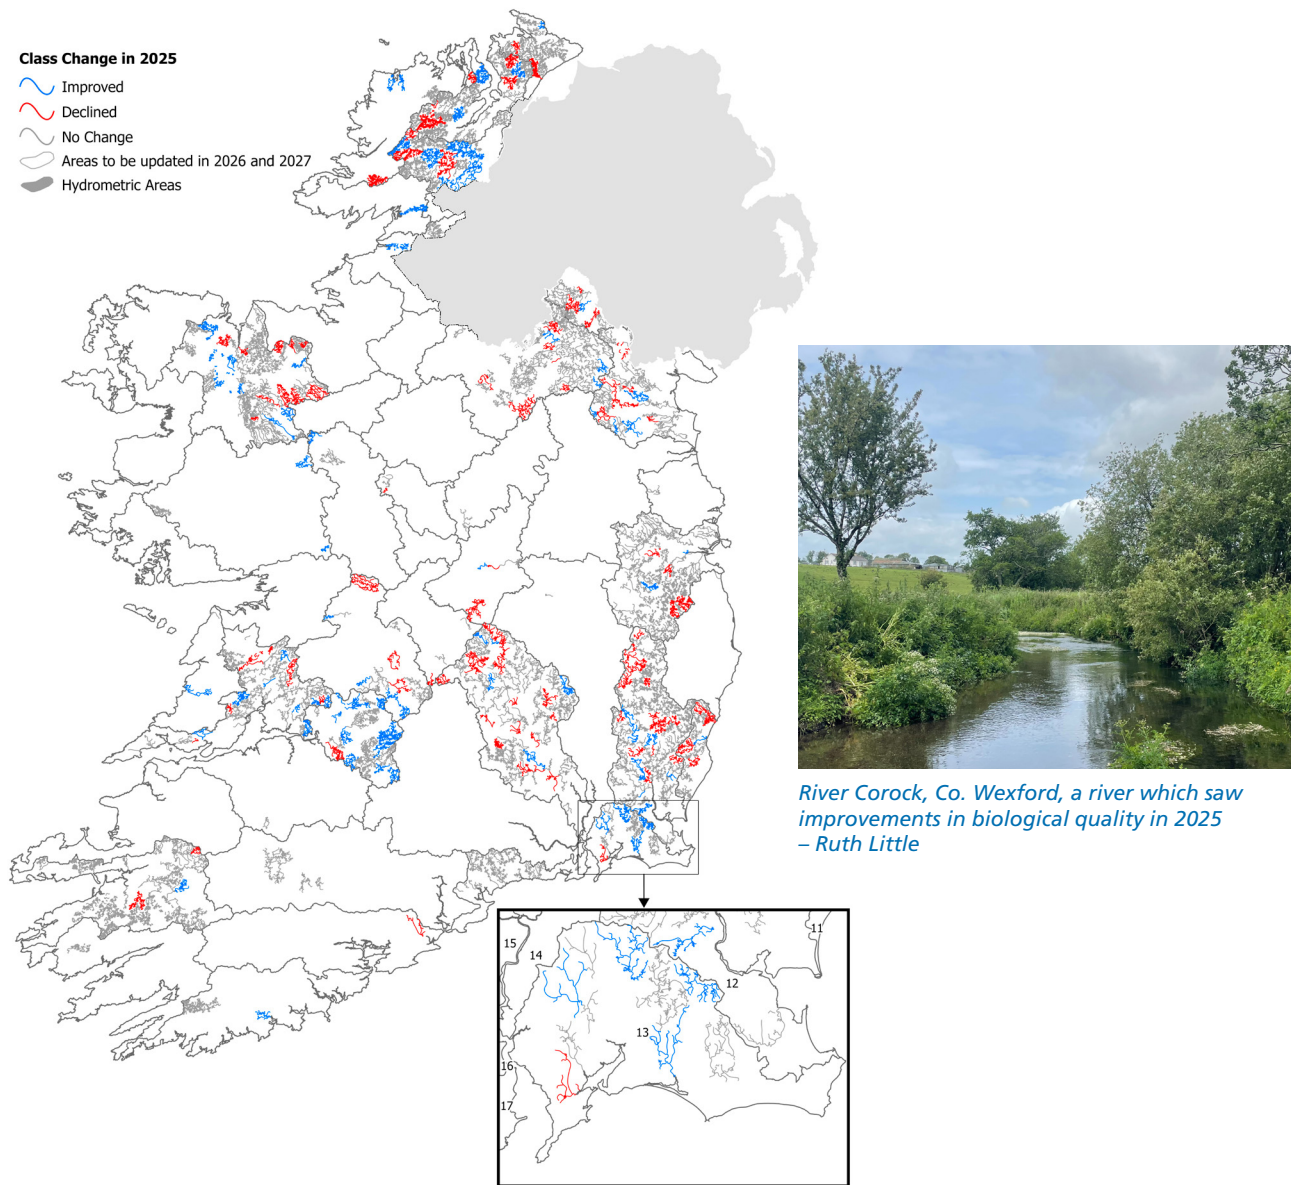 Class Change in 2025
Improved
Declined
No Change
Areas to be updated in 2026 and 2027
Hydrometric Areas
River Corock, Co. Wexford, a river which saw
improvements in biological quality in 2025
– Ruth Little
11
15
14
12
13
16
17